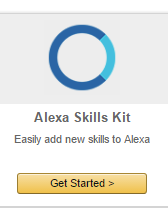 Alexa Skills Kit
Easily add new skills to Alexa
Get Started >